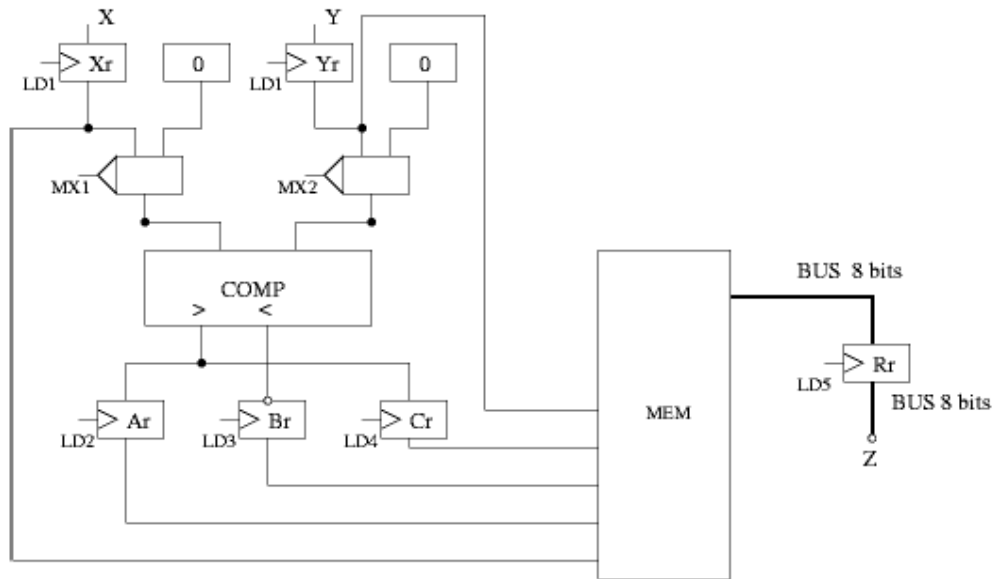 X
Y
Xr
0
Yr
0
LD1
LD1
MX1
MX2
BUS 8 bits
COMP
> <
Rr
LD5
BUS 8 bits
Ar
Br
Cr
MEM
LD2
LD3
LD4
Z